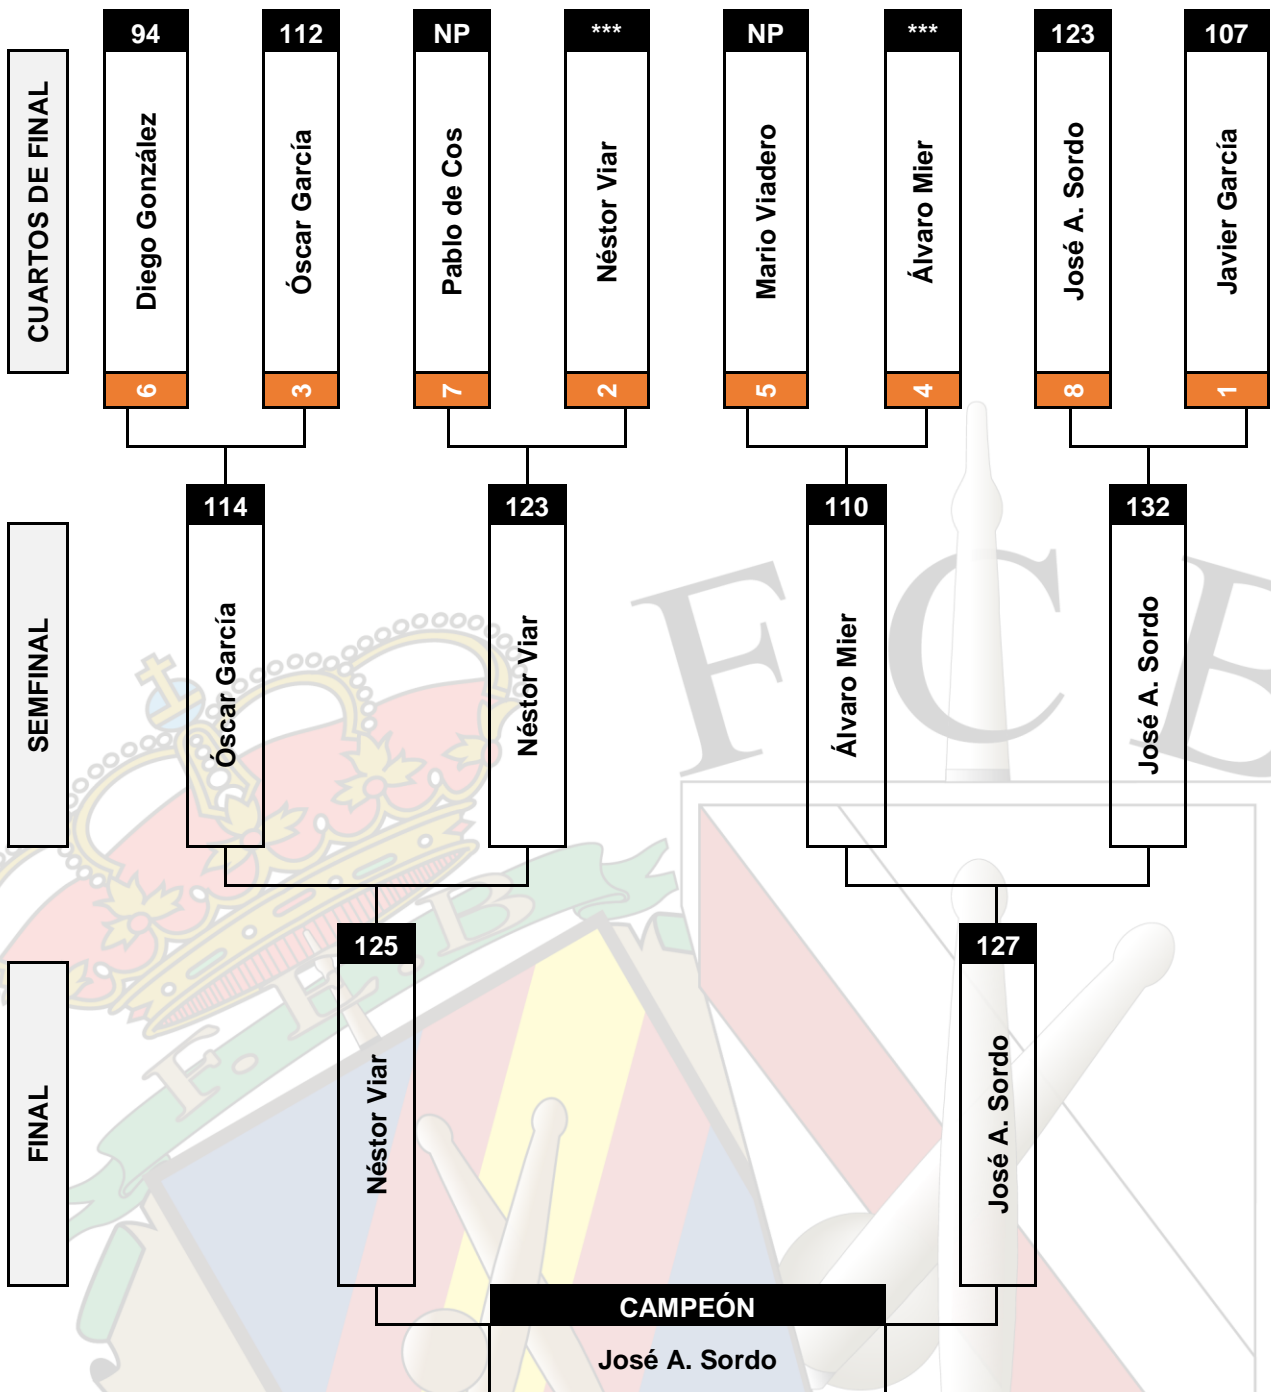 94 112 NP *** NP *** 123 107
CUARTOS DE FINAL
Diego González
Óscar García
Pablo de Cos
Néstor Viar
Mario Viadero
Álvaro Mier
José A. Sordo
Javier García
6 3 7 2 5 4 8 1
114 123 110 132
SEMFINAL
Óscar García
Néstor Viar
Álvaro Mier
José A. Sordo
F C B
F.E.B.
125 127
FINAL
Néstor Viar
José A. Sordo
CAMPEÓN
José A. Sordo